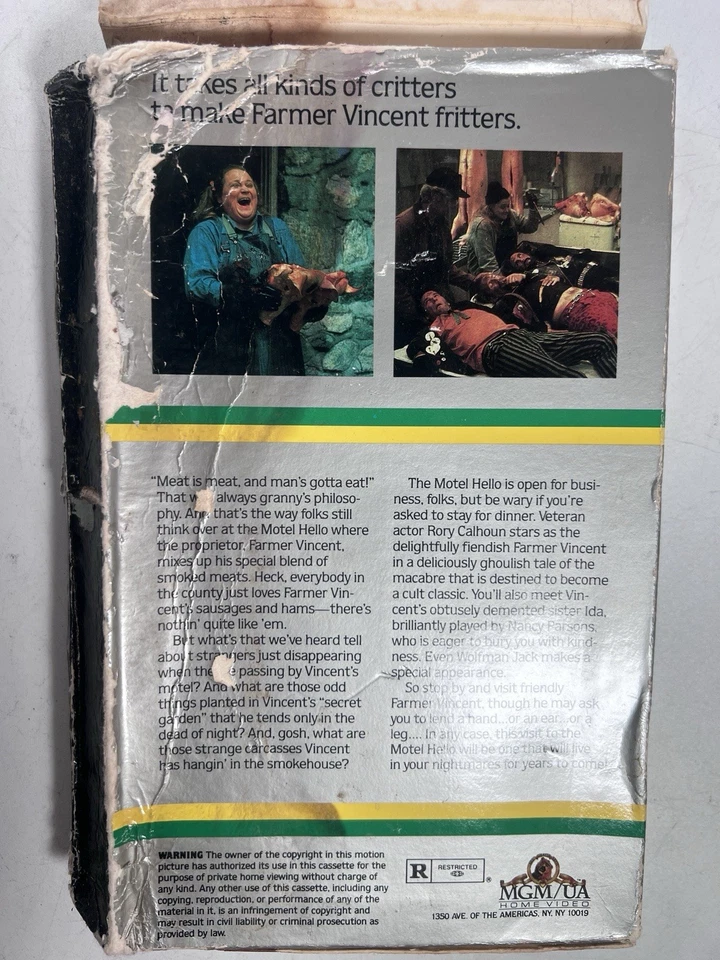 It takes all kinds of critters
to make Farmer Vincent fritters.
"Meat is meat, and man's gotta eat!"
That was always granny's philoso-
phy. And that's the way folks still
think over at the Motel Hello where
the proprietor, Farmer Vincent,
mixes up his special blend of
smoked meats. Heck, everybody in
the county just loves Farmer Vin-
cent's sausages and hams—there's
nothin' quite like 'em.
But what's that we've heard tell
about strangers just disappearing
when they're passing by Vincent's
motel? And what are those odd
things planted in Vincent's "secret
garden" that he tends only in the
dead of night? And, gosh, what are
those strange carcasses Vincent
has hangin' in the smokehouse?
The Motel Hello is open for busi-
ness, folks, but be wary if you're
asked to stay for dinner. Veteran
actor Rory Calhoun stars as the
delightfully fiendish Farmer Vincent
in a deliciously ghoulish tale of the
macabre that is destined to become
a cult classic. You'll also meet Vin-
cent's obtusely demented sister Ida,
brilliantly played by Nancy Parsons,
who is eager to bury you with kind-
ness. Even Wolfman Jack makes a
special appearance.
So stop by and visit friendly
Farmer Vincent, though he may ask
you to lend a hand...or an ear...or a
leg.... In any case, this visit to the
Motel Hello will be one that will live
in your nightmares for years to come!
WARNING The owner of the copyright in this motion
picture has authorized its use in this cassette for the
purpose of private home viewing without charge of
any kind. Any other use of this cassette, including any
copying, reproduction, or performance of any of the
material in it, is an infringement of copyright and
may result in civil liability or criminal prosecution as
provided by law.
R RESTRICTED ®
MGM/UA
HOME VIDEO
1350 AVE. OF THE AMERICAS, NY, NY 10019